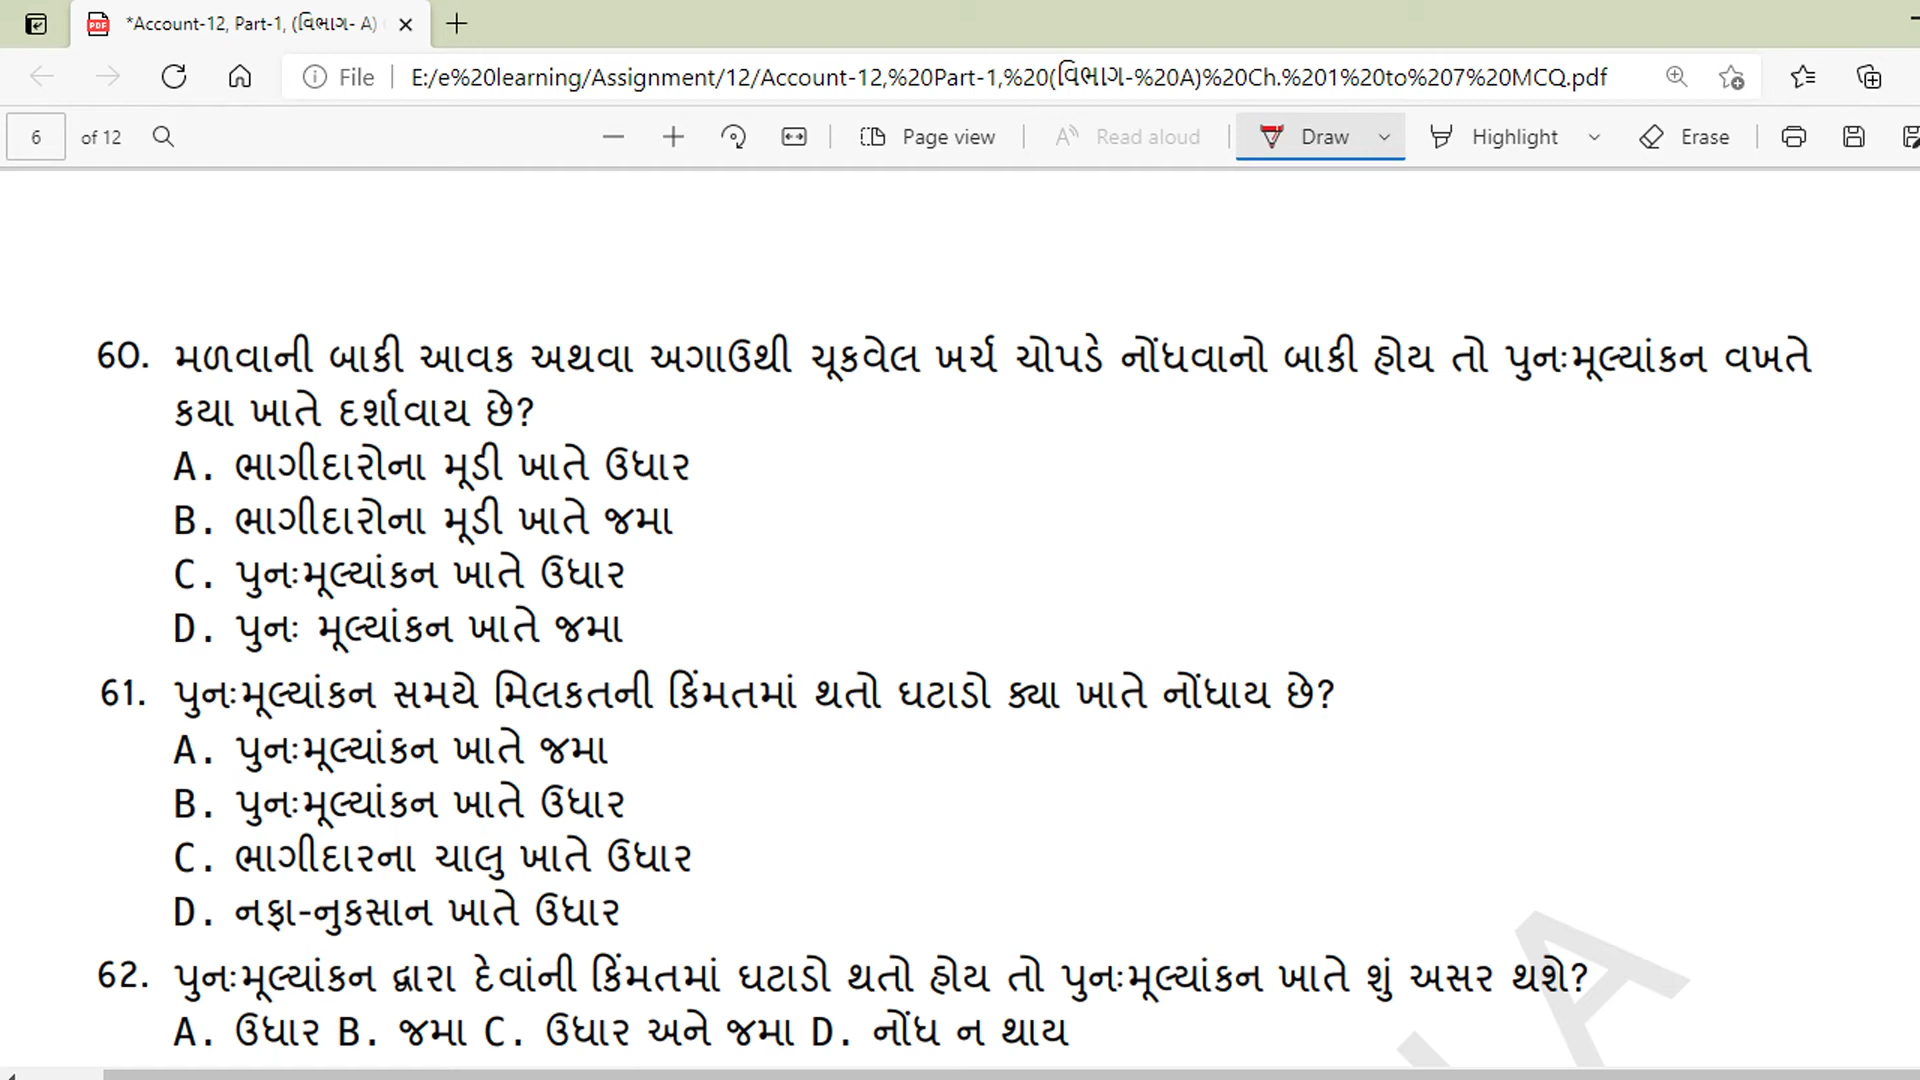 *Account-12, Part-1, (વિભાગ- A)
File
E:/e%20learning/Assignment/12/Account-12,%20Part-1,%20(વિભાગ-%20A)%20Ch.%201%20to%207%20MCQ.pdf
6 of 12
Page view
Read aloud
Draw
Highlight
Erase
60. મળવાની બાકી આવક અથવા અગાઉથી ચૂકવેલ ખર્ચ ચોપડે નોંધવાનો બાકી હોય તો પુનઃમૂલ્યાંકન વખતે
કયા ખાતે દર્શાવાય છે?
A. ભાગીદારોના મૂડી ખાતે ઉધાર
B. ભાગીદારોના મૂડી ખાતે જમા
C. પુનઃમૂલ્યાંકન ખાતે ઉધાર
D. પુનઃ મૂલ્યાંકન ખાતે જમા
61. પુનઃમૂલ્યાંકન સમયે મિલકતની કિંમતમાં થતો ઘટાડો ક્યા ખાતે નોંધાય છે?
A. પુનઃમૂલ્યાંકન ખાતે જમા
B. પુનઃમૂલ્યાંકન ખાતે ઉધાર
C. ભાગીદારના ચાલુ ખાતે ઉધાર
D. નફા-નુકસાન ખાતે ઉધાર
62. પુનઃમૂલ્યાંકન દ્વારા દેવાંની કિંમતમાં ઘટાડો થતો હોય તો પુનઃમૂલ્યાંકન ખાતે શું અસર થશે?
A. ઉધાર B. જમા C. ઉધાર અને જમા D. નોંધ ન થાય